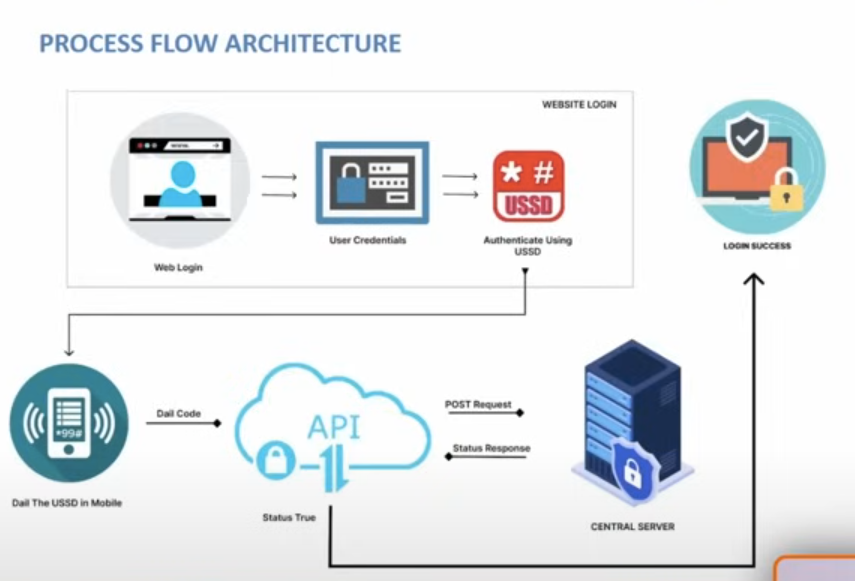 PROCESS FLOW ARCHITECTURE
WEBSITE LOGIN
* #
USSD
Web Login
User Credentials
Authenticate Using
USSD
LOGIN SUCCESS
*99#
Dail The USSD in Mobile
Dail Code
API
Status True
POST Request
Status Response
CENTRAL SERVER